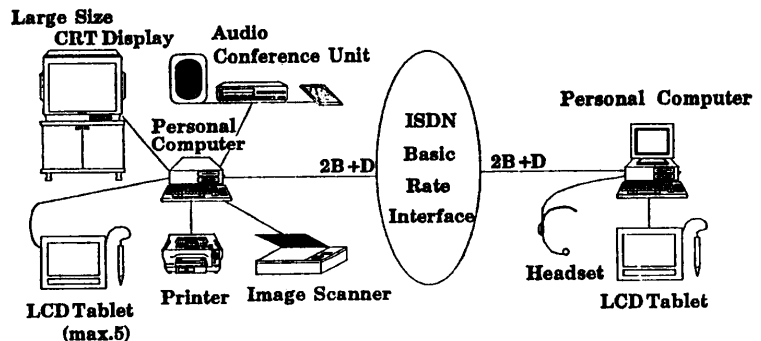 Large Size
CRT Display
Audio
Conference Unit
Personal
Computer
2B+D
ISDN
Basic
Rate
Interface
2B+D
Personal Computer
LCD Tablet
(max.5)
Printer
Image Scanner
Headset
LCD Tablet